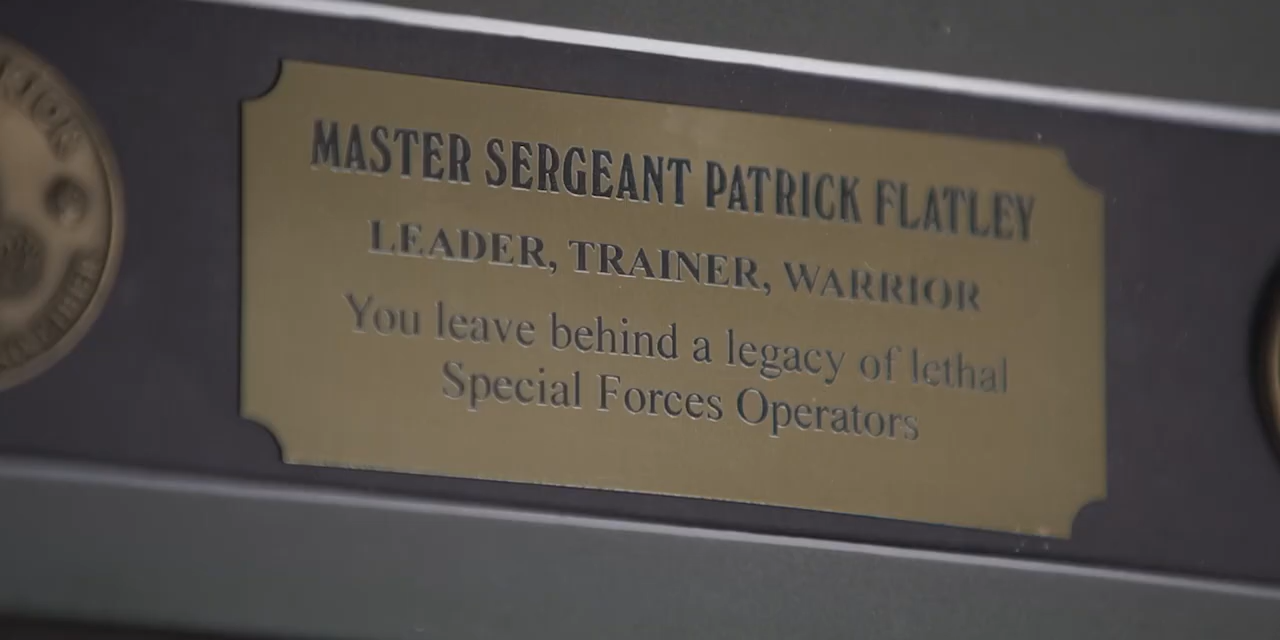 MASTER SERGEANT PATRICK FLATLEY
LEADER, TRAINER, WARRIOR
You leave behind a legacy of lethal
Special Forces Operators